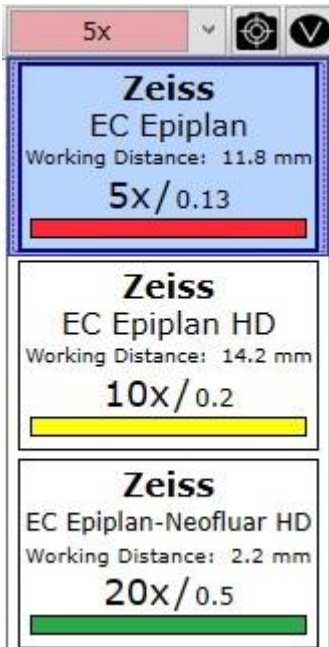 5x
V
Zeiss
EC Epiplan
Working Distance: 11.8 mm
5x/0.13
Zeiss
EC Epiplan HD
Working Distance: 14.2 mm
10x/0.2
Zeiss
EC Epiplan-Neofluar HD
Working Distance: 2.2 mm
20x/0.5